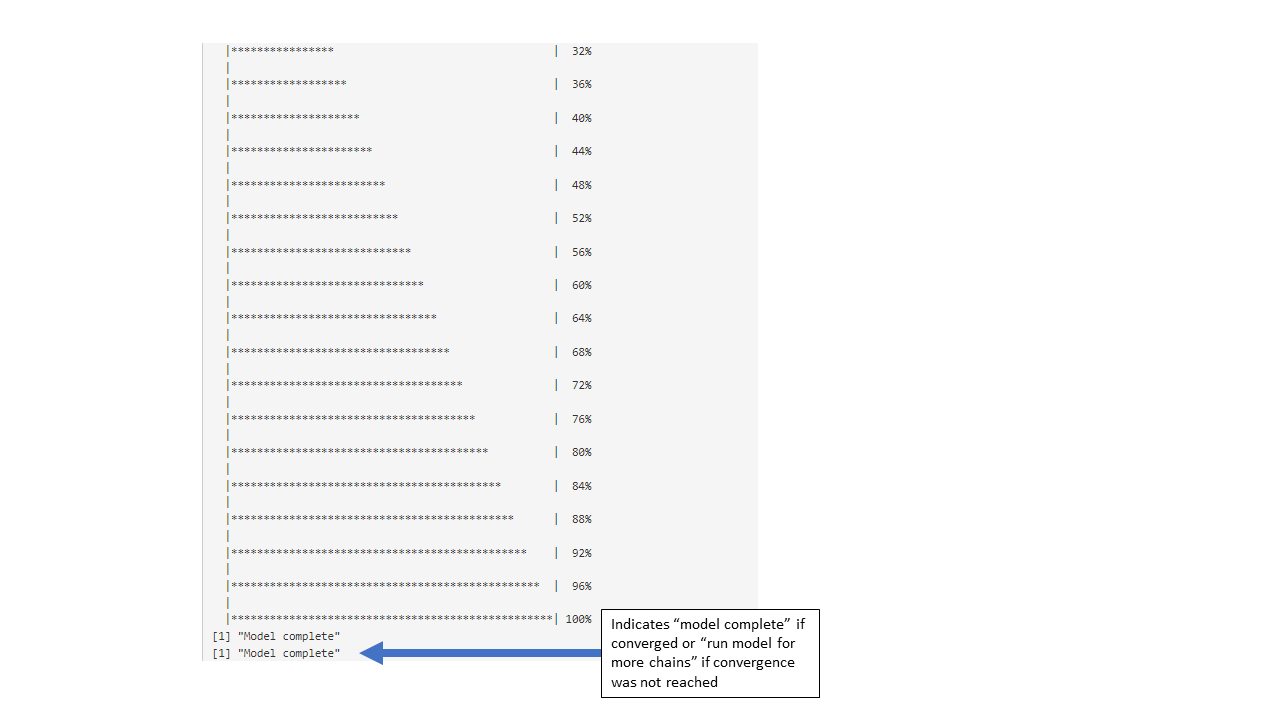 |**************** | 32%
|
|****************** | 36%
|
|******************** | 40%
|
|********************** | 44%
|
|************************ | 48%
|
|************************** | 52%
|
|**************************** | 56%
|
|****************************** | 60%
|
|******************************** | 64%
|
|********************************** | 68%
|
|************************************ | 72%
|
|************************************** | 76%
|
|**************************************** | 80%
|
|****************************************** | 84%
|
|******************************************** | 88%
|
|********************************************** | 92%
|
|************************************************ | 96%
|
|**************************************************| 100%
[1] "Model complete"
[1] "Model complete"
Indicates “model complete” if
converged or “run model for
more chains” if convergence
was not reached